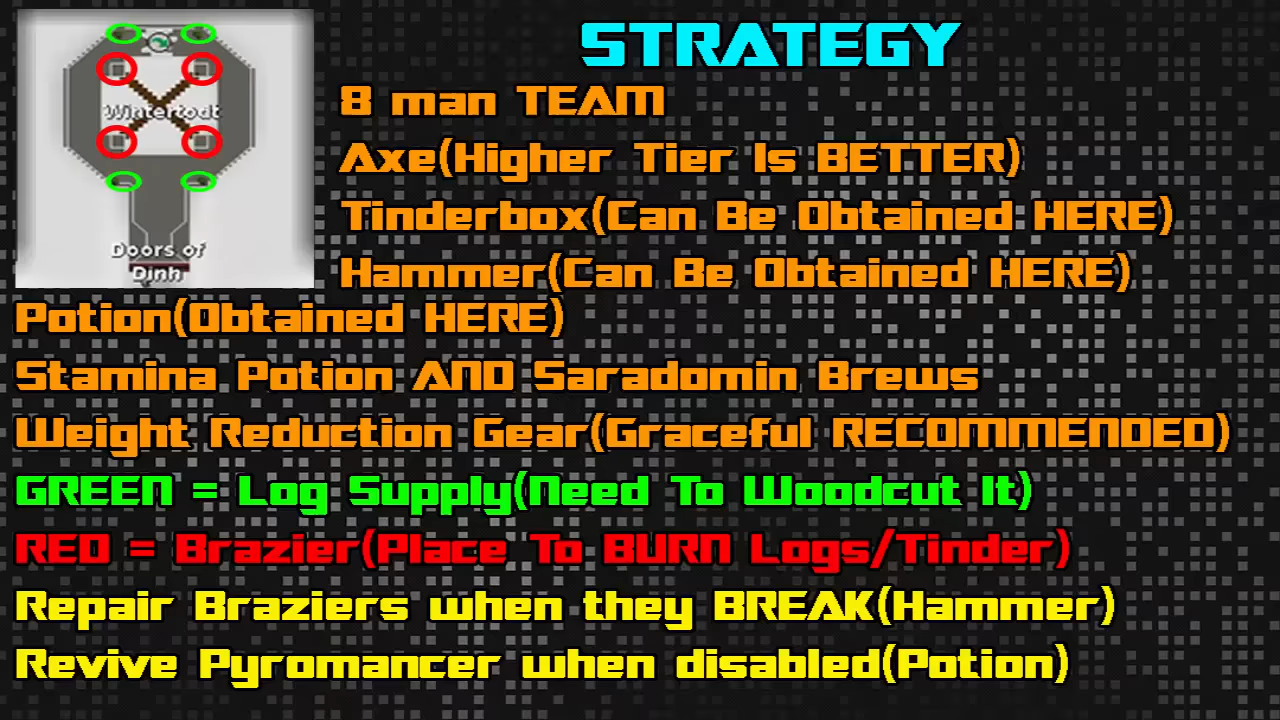 STRATEGY
8 man TEAM
Axe(Higher Tier Is BETTER)
Tinderbox(Can Be Obtained HERE)
Hammer(Can Be Obtained HERE)
Wintertodt
Doors of
Dinh
Potion(Obtained HERE)
Stamina Potion AND Saradomin Brews
Weight Reduction Gear(Graceful RECOMMENDED)
GREEN = Log Supply(Need To Woodcut It)
RED = Brazier(Place To BURN Logs/Tinder)
Repair Braziers when they BREAK(Hammer)
Revive Pyromancer when disabled(Potion)